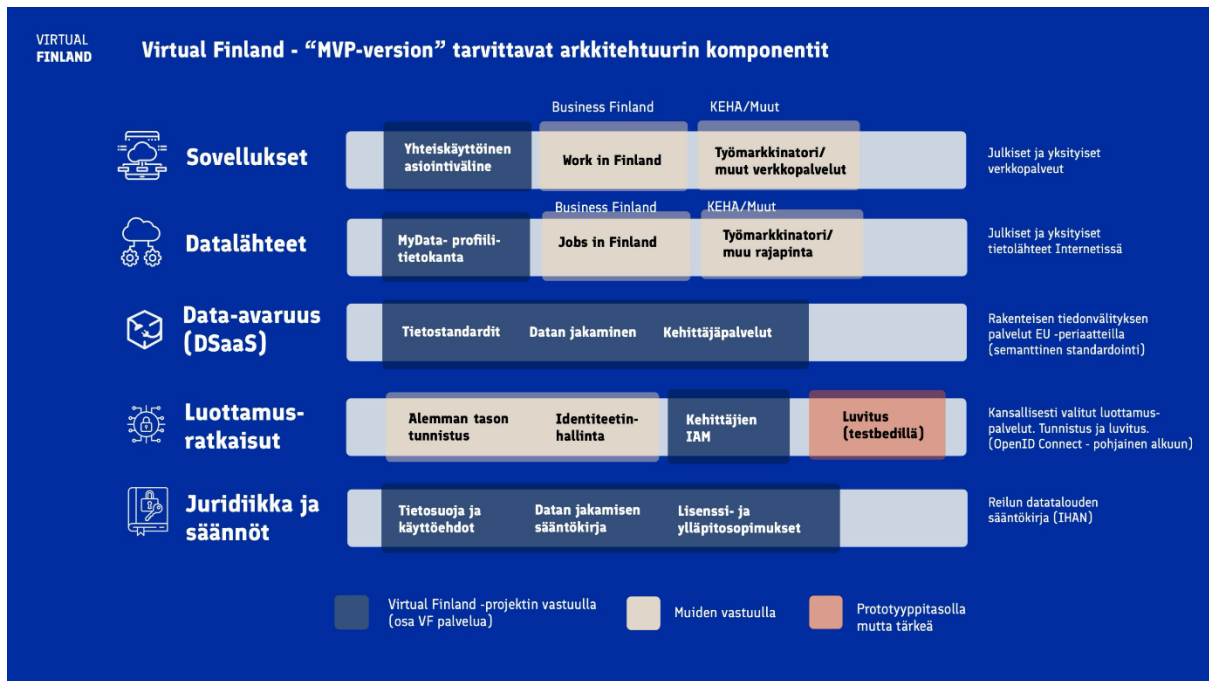 VIRTUAL
FINLAND
Virtual Finland - “MVP-version” tarvittavat arkkitehtuurin komponentit
Business Finland
KEHA/Muut
Sovellukset
Yhteiskäyttöinen
asiointiväline
Work in Finland
Työmarkkinatori/
muut verkkopalvelut
Julkiset ja yksityiset
verkkopalveut
Business Finland
KEHA/Muut
Datalähteet
MyData- profiili-
tietokanta
Jobs in Finland
Työmarkkinatori/
muu rajapinta
Julkiset ja yksityiset
tietolähteet Internetissä
Data-avaruus
(DSaaS)
Tietostandardit
Datan jakaminen
Kehittäjäpalvelut
Rakenteisen tiedonvälityksen
palvelut EU -periaatteilla
(semanttinen standardointi)
Luottamus-
ratkaisut
Alemman tason
tunnistus
Identiteetin-
hallinta
Kehittäjien
IAM
Luvitus
(testbedillä)
Kansallisesti valitut luottamus-
palvelut. Tunnistus ja luvitus.
(OpenID Connect - pohjainen alkuun)
Juridiikka ja
säännöt
Tietosuoja ja
käyttöehdot
Datan jakamisen
sääntökirja
Lisenssi- ja
ylläpitosopimukset
Reilun datatalouden
sääntökirja (IHAN)
Virtual Finland -projektin vastuulla
(osa VF palvelua)
Muiden vastuulla
Prototyyppitasolla
mutta tärkeä